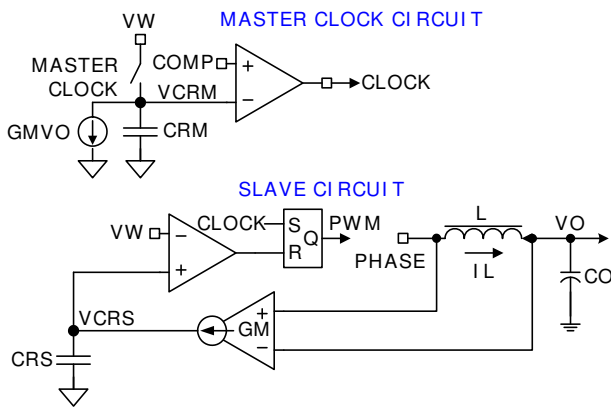 MASTER CLOCK CIRCUIT
VW
MASTER
CLOCK
COMP
+
−
CLOCK
VCRM
GMVO
CRM
SLAVE CIRCUIT
VW
−
+
CLOCK
S
R
Q
PWM
PHASE
L
IL
VO
CO
VCRS
GM
+
−
CRS